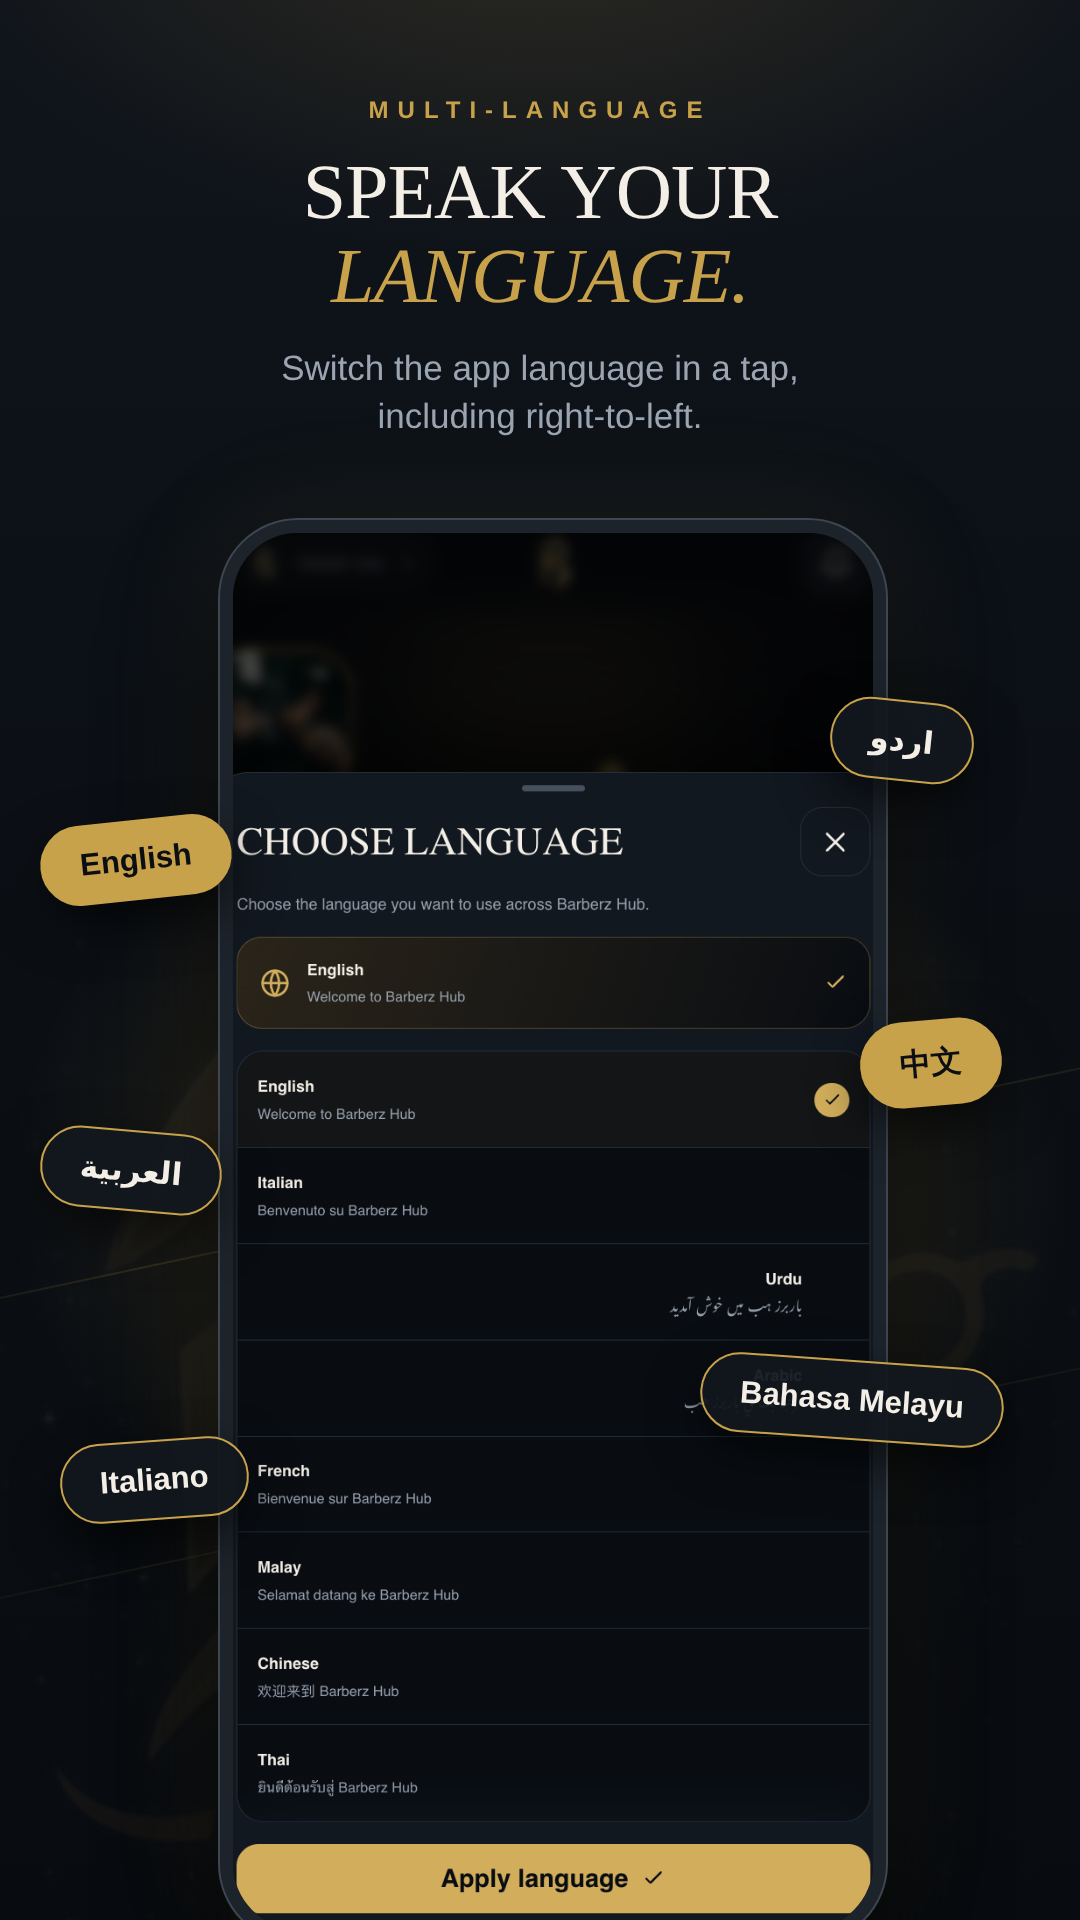 MULTI-LANGUAGE
SPEAK YOUR
LANGUAGE.
Switch the app language in a tap,
including right-to-left.
اردو
English
CHOOSE LANGUAGE
Choose the language you want to use across Barberz Hub.
English
Welcome to Barberz Hub
中文
English
Welcome to Barberz Hub
العربية
Italian
Benvenuto su Barberz Hub
Urdu
باربرز ہب میں خوش آمدید
Arabic
Bahasa Melayu
Italiano
French
Bienvenue sur Barberz Hub
Malay
Selamat datang ke Barberz Hub
Chinese
欢迎来到 Barberz Hub
Thai
ยินดีต้อนรับสู่ Barberz Hub
Apply language